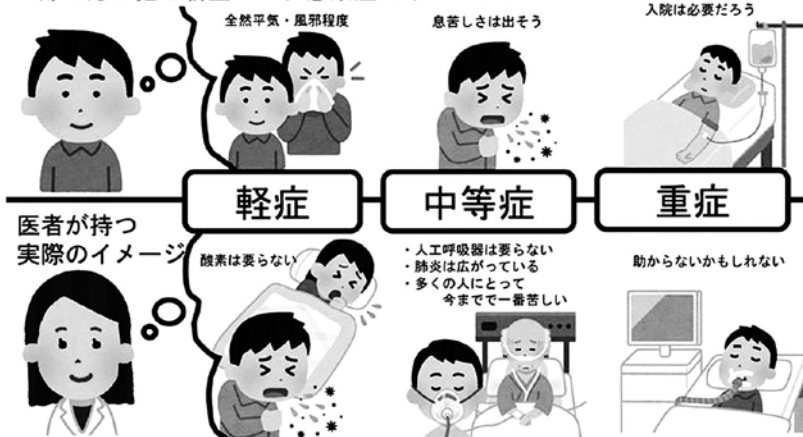 全然平気・風邪程度
息苦しさは出そう
入院は必要だろう
軽症
中等症
重症
医者が持つ
実際のイメージ
酸素は要らない
・人工呼吸器は要らない
・肺炎は広がっている
・多くの人にとって
今までで一番苦しい
助からないかもしれない